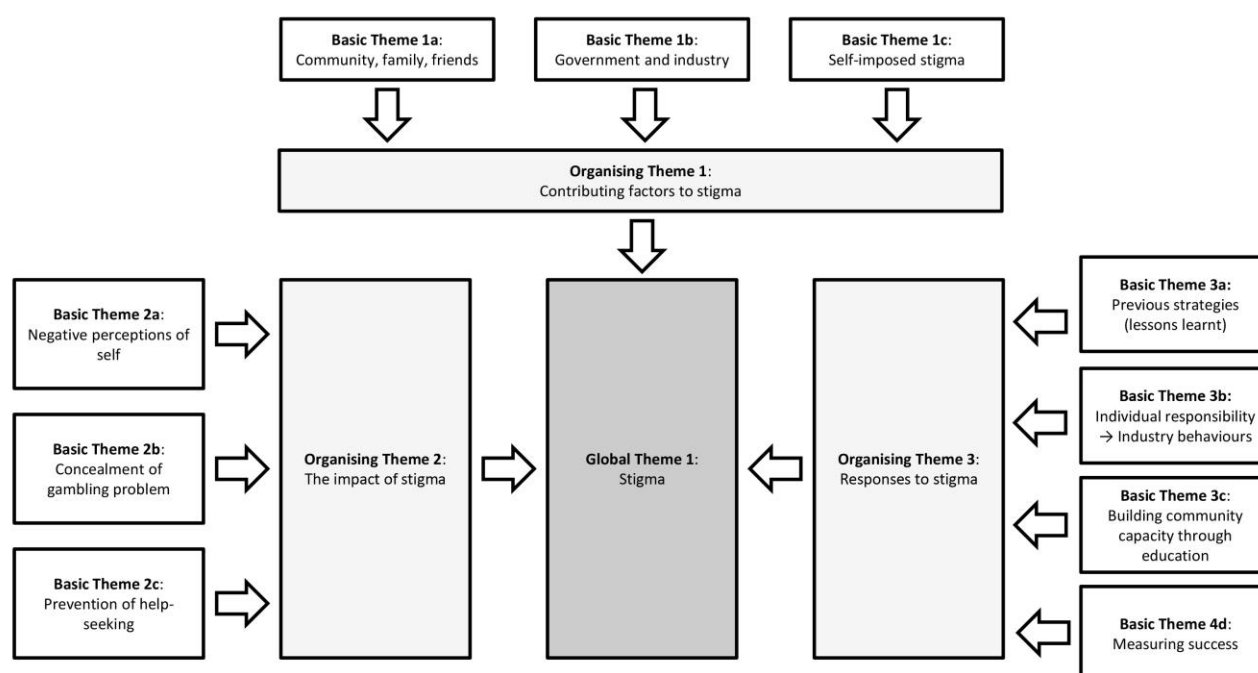 Basic Theme 1a:
Community, family, friends
Basic Theme 1b:
Government and industry
Basic Theme 1c:
Self-imposed stigma
Organising Theme 1:
Contributing factors to stigma
Basic Theme 2a:
Negative perceptions of
self
Basic Theme 2b:
Concealment of
gambling problem
Basic Theme 2c:
Prevention of help-
seeking
Organising Theme 2:
The impact of stigma
Global Theme 1:
Stigma
Organising Theme 3:
Responses to stigma
Basic Theme 3a:
Previous strategies
(lessons learnt)
Basic Theme 3b:
Individual responsibility
→ Industry behaviours
Basic Theme 3c:
Building community
capacity through
education
Basic Theme 4d:
Measuring success